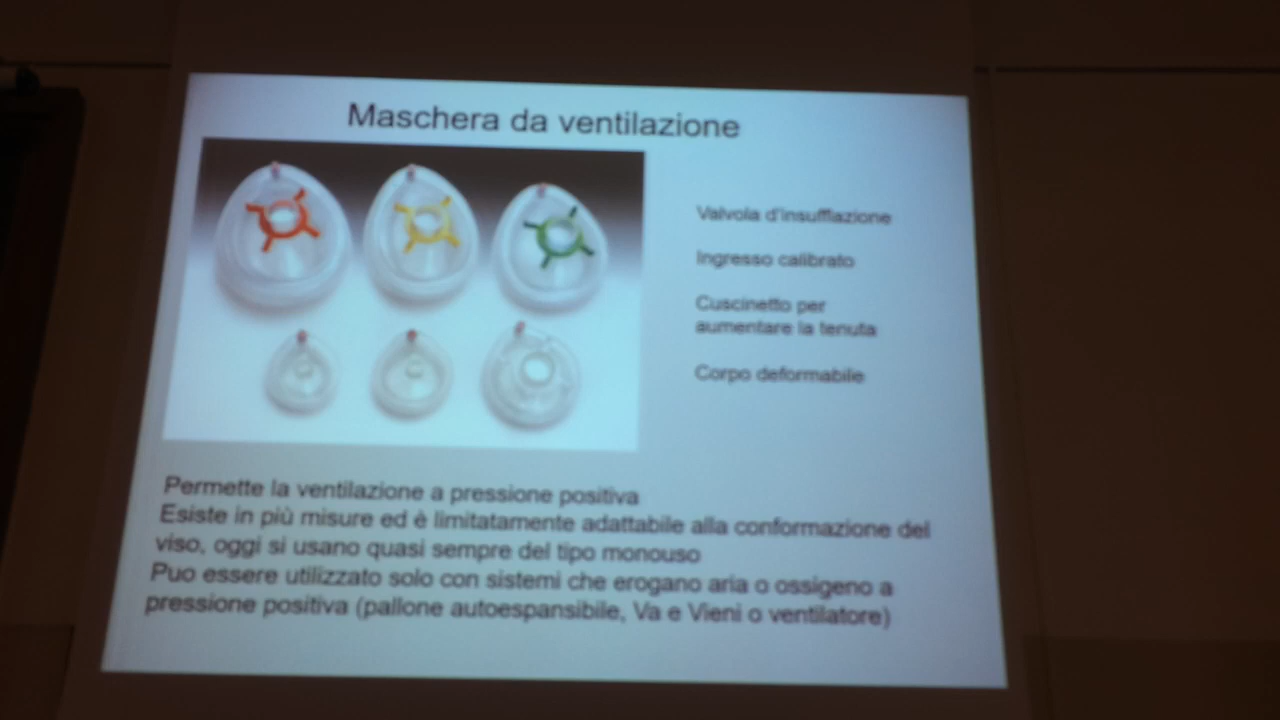 Maschera da ventilazione
Valvola d'insufflazione
Ingresso calibrato
Cuscinetto per
aumentare la tenuta
Corpo deformabile
Permette la ventilazione a pressione positiva
Esiste in più misure ed è limitatamente adattabile alla conformazione del
viso, oggi si usano quasi sempre del tipo monouso
Puo essere utilizzato solo con sistemi che erogano aria o ossigeno a
pressione positiva (pallone autoespansibile, Va e Vieni o ventilatore)